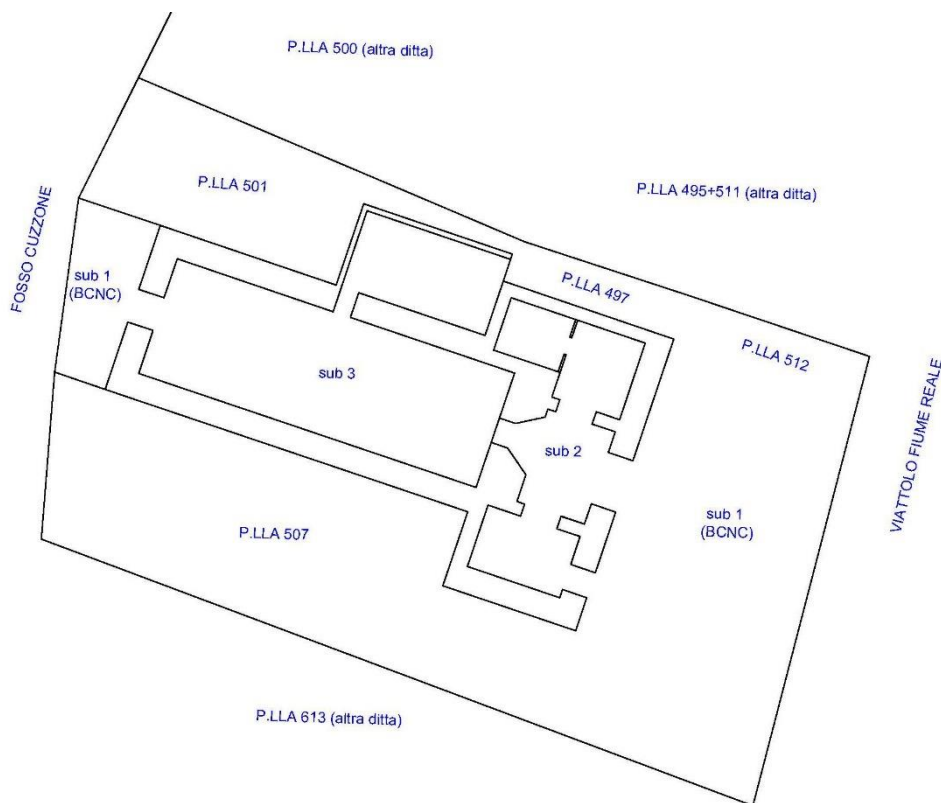 P.LLA 500 (altra ditta)
P.LLA 501
P.LLA 495+511 (altra ditta)
FOSSO CUZZONE
sub 1
(BCNC)
P.LLA 497
P.LLA 512
sub 3
VIATTOLO FIUME REALE
sub 2
sub 1
(BCNC)
P.LLA 507
P.LLA 613 (altra ditta)